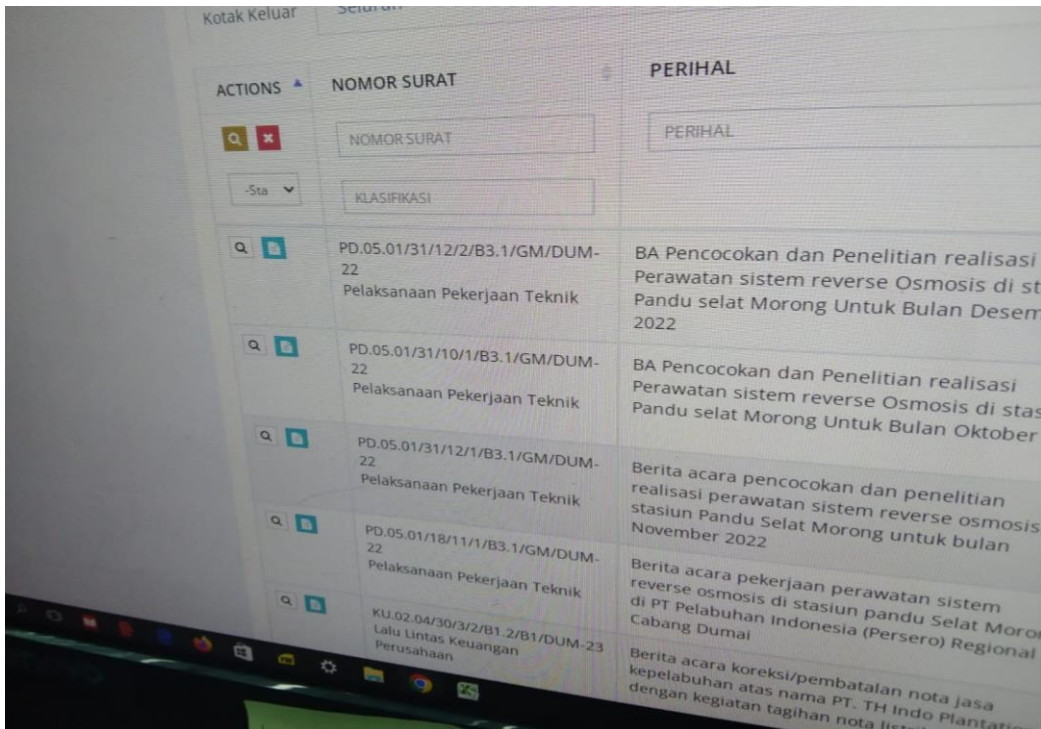 Kotak Keluar
ACTIONS NOMOR SURAT PERIHAL
NOMOR SURAT PERIHAL
-Sta
KLASIFIKASI
PD.05.01/31/12/2/B3.1/GM/DUM-
22
Pelaksanaan Pekerjaan Teknik
BA Pencocokan dan Penelitian realisasi
Perawatan sistem reverse Osmosis di st
Pandu selat Morong Untuk Bulan Desem
2022
PD.05.01/31/10/1/B3.1/GM/DUM-
22
Pelaksanaan Pekerjaan Teknik
BA Pencocokan dan Penelitian realisasi
Perawatan sistem reverse Osmosis di stas
Pandu selat Morong Untuk Bulan Oktober
PD.05.01/31/12/1/B3.1/GM/DUM-
22
Pelaksanaan Pekerjaan Teknik
Berita acara pencocokan dan penelitian
realisasi perawatan sistem reverse osmosis
stasiun Pandu Selat Morong untuk bulan
November 2022
PD.05.01/18/11/1/B3.1/GM/DUM-
22
Pelaksanaan Pekerjaan Teknik
Berita acara pekerjaan perawatan sistem
reverse osmosis di stasiun pandu Selat Moro
di PT Pelabuhan Indonesia (Persero) Regional
Cabang Dumai
KU.02.04/30/3/2/B1.2/B1/DUM-23
Lalu Lintas Keuangan
Perusahaan
Berita acara koreksi/pembatalan nota jasa
kepelabuhan atas nama PT. TH Indo Plantati
dengan kegiatan tagihan nota